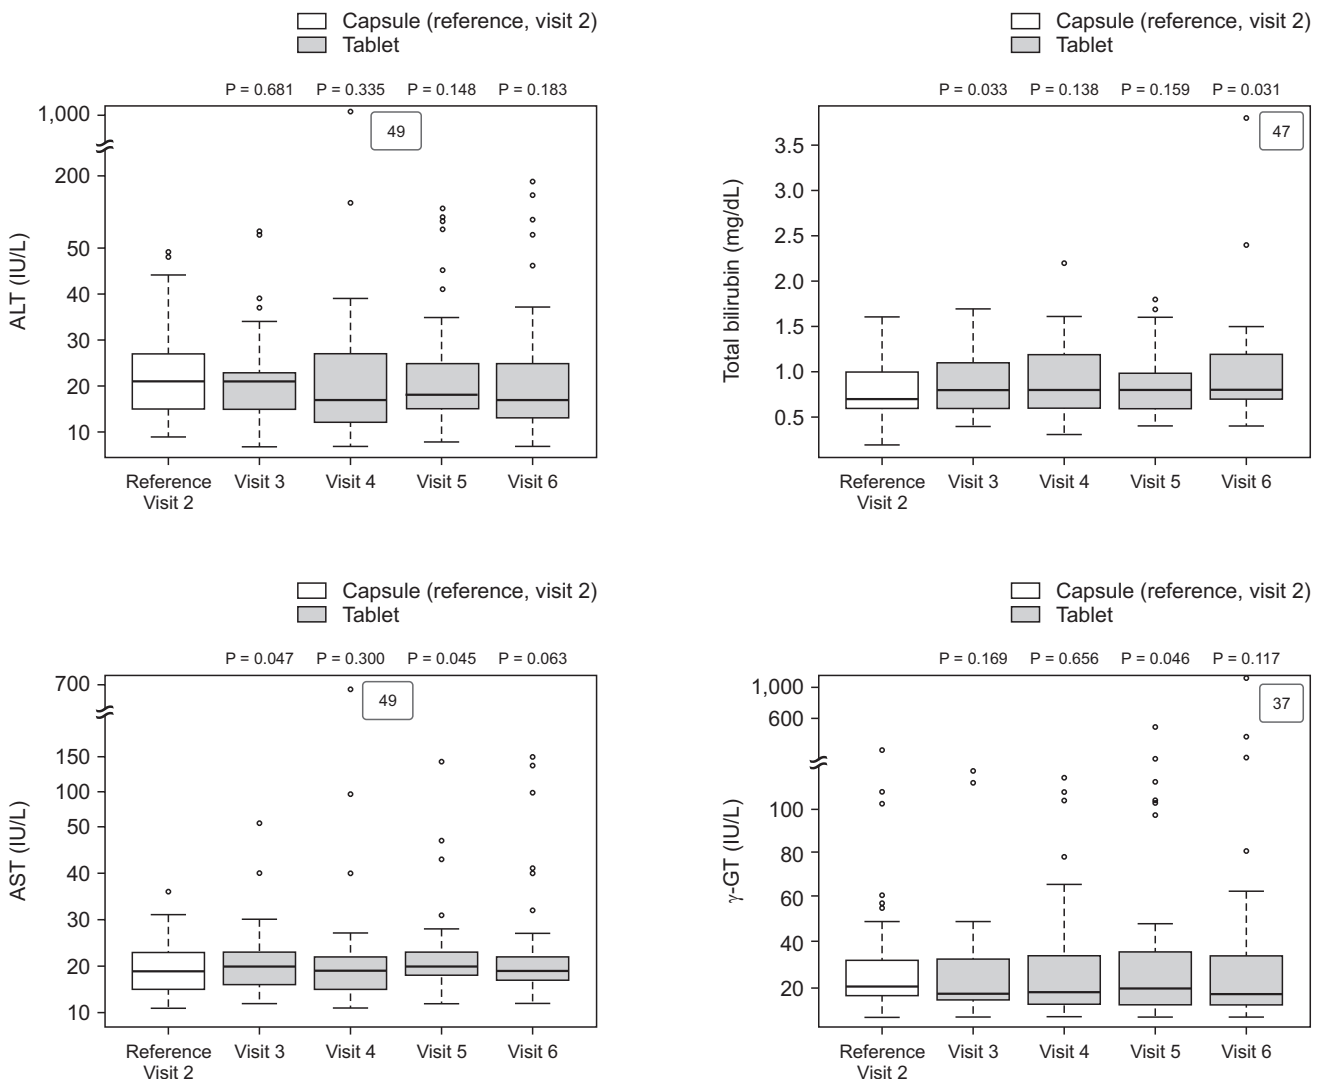 Capsule (reference, visit 2)
Tablet
P = 0.681 P = 0.335 P = 0.148 P = 0.183
1,000
49
200
50
40
30
20
10
ALT (IU/L)
Reference Visit 3 Visit 4 Visit 5 Visit 6
Visit 2
Capsule (reference, visit 2)
Tablet
P = 0.033 P = 0.138 P = 0.159 P = 0.031
47
3.5
3.0
2.5
2.0
1.5
1.0
0.5
Total bilirubin (mg/dL)
Reference Visit 3 Visit 4 Visit 5 Visit 6
Visit 2
Capsule (reference, visit 2)
Tablet
P = 0.047 P = 0.300 P = 0.045 P = 0.063
700
49
150
100
50
40
30
20
10
AST (IU/L)
Reference Visit 3 Visit 4 Visit 5 Visit 6
Visit 2
Capsule (reference, visit 2)
Tablet
P = 0.169 P = 0.656 P = 0.046 P = 0.117
1,000
37
600
100
80
60
40
20
γ-GT (IU/L)
Reference Visit 3 Visit 4 Visit 5 Visit 6
Visit 2